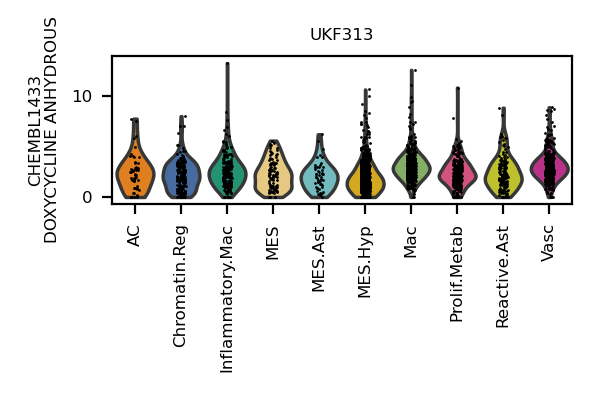 UKF313
CHEMBL1433
DOXYCYCLINE ANHYDROUS
10
0
AC
Chromatin.Reg
Inflammatory.Mac
MES
MES.Ast
MES.Hyp
Mac
Prolif.Metab
Reactive.Ast
Vasc